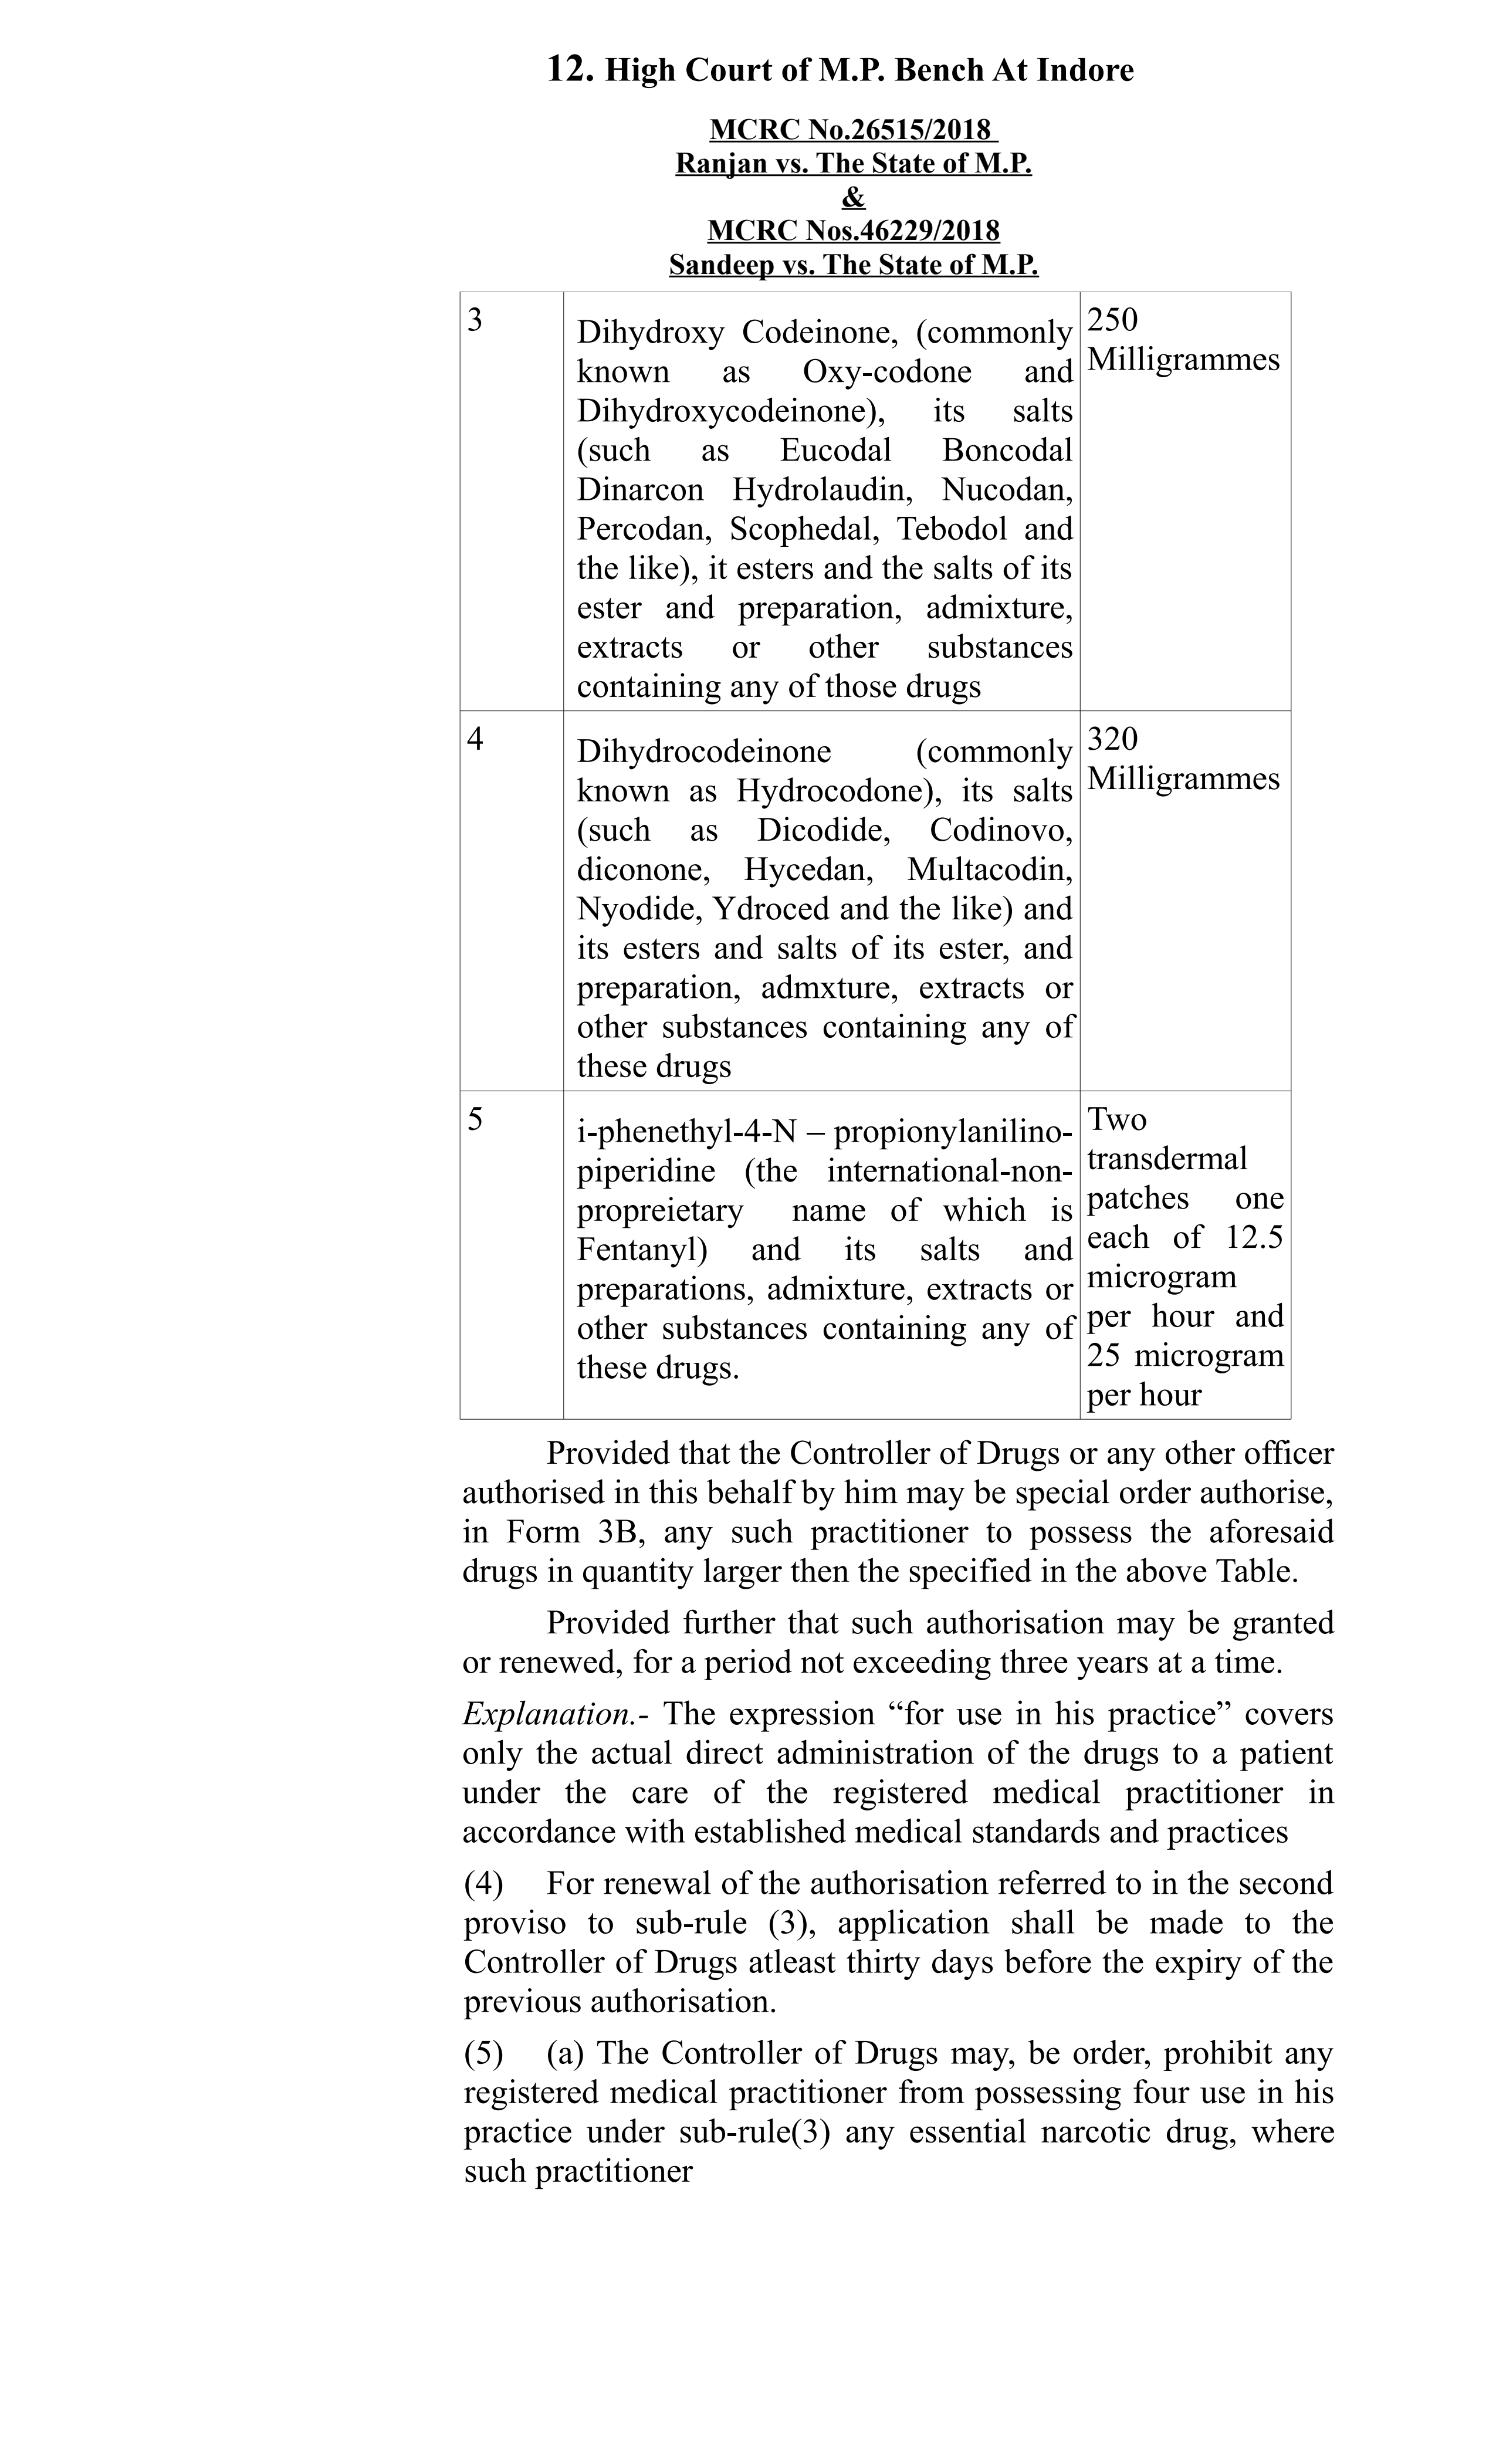 12. High Court of M.P. Bench At Indore
MCRC No.26515/2018
Ranjan vs. The State of M.P.
&
MCRC Nos.46229/2018
Sandeep vs. The State of M.P.
3
Dihydroxy Codeinone, (commonly
known as Oxy-codone and
Dihydroxycodeinone), its salts
(such as Eucodal Boncodal
Dinarcon Hydrolaudin, Nucodan,
Percodan, Scophedal, Tebodol and
the like), it esters and the salts of its
ester and preparation, admixture,
extracts or other substances
containing any of those drugs
250
Milligrammes
4
Dihydrocodeinone (commonly
known as Hydrocodone), its salts
(such as Dicodide, Codinovo,
diconone, Hycedan, Multacodin,
Nyodide, Ydroced and the like) and
its esters and salts of its ester, and
preparation, admxture, extracts or
other substances containing any of
these drugs
320
Milligrammes
5
i-phenethyl-4-N – propionylanilino-
piperidine (the international-non-
propreietary name of which is
Fentanyl) and its salts and
preparations, admixture, extracts or
other substances containing any of
these drugs.
Two
transdermal
patches one
each of 12.5
microgram
per hour and
25 microgram
per hour
Provided that the Controller of Drugs or any other officer
authorised in this behalf by him may be special order authorise,
in Form 3B, any such practitioner to possess the aforesaid
drugs in quantity larger then the specified in the above Table.
Provided further that such authorisation may be granted
or renewed, for a period not exceeding three years at a time.
Explanation.- The expression “for use in his practice” covers
only the actual direct administration of the drugs to a patient
under the care of the registered medical practitioner in
accordance with established medical standards and practices
(4) For renewal of the authorisation referred to in the second
proviso to sub-rule (3), application shall be made to the
Controller of Drugs atleast thirty days before the expiry of the
previous authorisation.
(5) (a) The Controller of Drugs may, be order, prohibit any
registered medical practitioner from possessing four use in his
practice under sub-rule(3) any essential narcotic drug, where
such practitioner